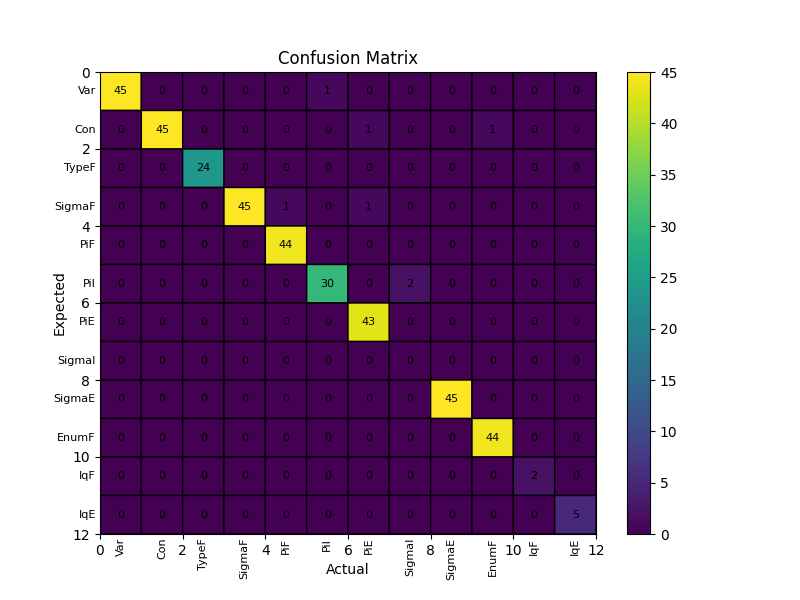 Confusion Matrix
0
Var 45 0 0 0 0 1 0 0 0 0 0 0
Con 0 45 0 0 0 0 1 0 0 1 0 0
2
TypeF 0 0 24 0 0 0 0 0 0 0 0 0
SigmaF 0 0 0 45 1 0 1 0 0 0 0 0
4
PiF 0 0 0 0 44 0 0 0 0 0 0 0
PiI 0 0 0 0 0 30 0 2 0 0 0 0
6
PiE 0 0 0 0 0 0 43 0 0 0 0 0
SigmaI 0 0 0 0 0 0 0 0 0 0 0 0
8
SigmaE 0 0 0 0 0 0 0 0 45 0 0 0
EnumF 0 0 0 0 0 0 0 0 0 44 0 0
10
IqF 0 0 0 0 0 0 0 0 0 0 2 0
IqE 0 0 0 0 0 0 0 0 0 0 0 5
12
Expected
0 2 4 6 8 10 12
Var Con TypeF SigmaF PiF PiI PiE SigmaI SigmaE EnumF IqF IqE
Actual
45
40
35
30
25
20
15
10
5
0